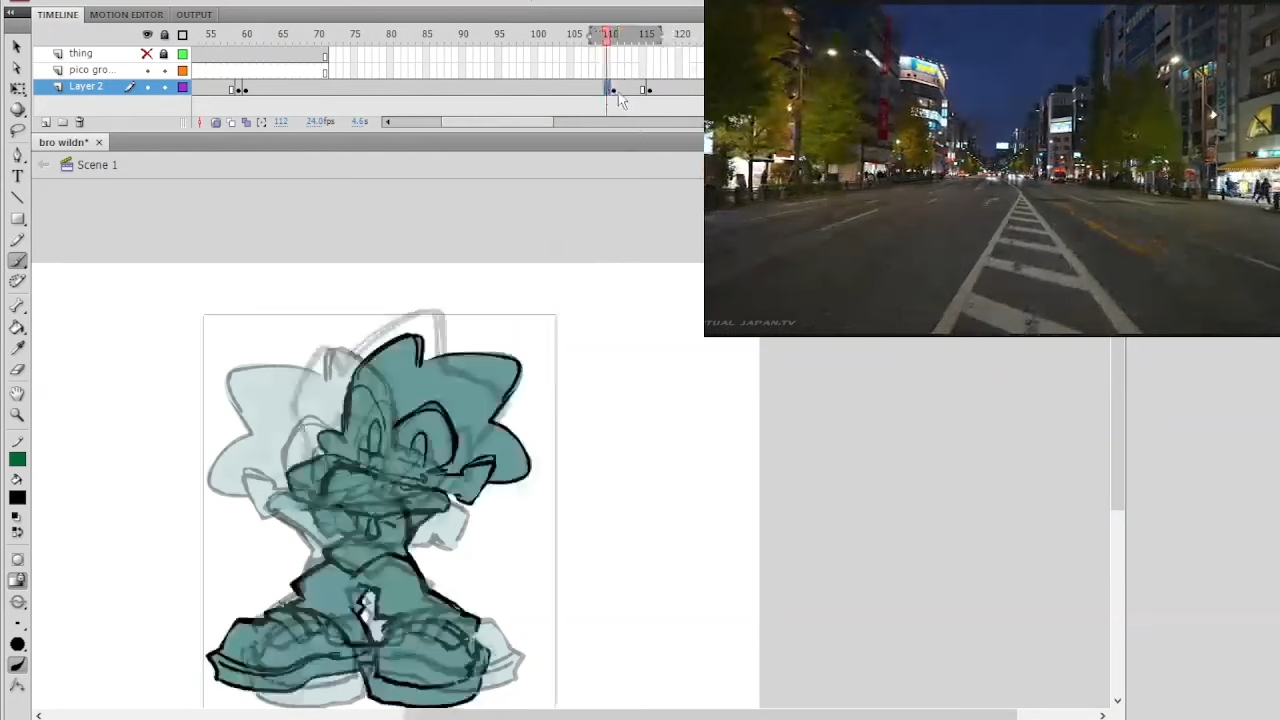 TIMELINE MOTION EDITOR OUTPUT
55 60 65 70 75 80 85 90 95 100 105 110 115 120
thing
pico gro...
Layer 2
112 24.0fps 4.6s
bro wildn*
Scene 1
TUAL JAPAN.TV